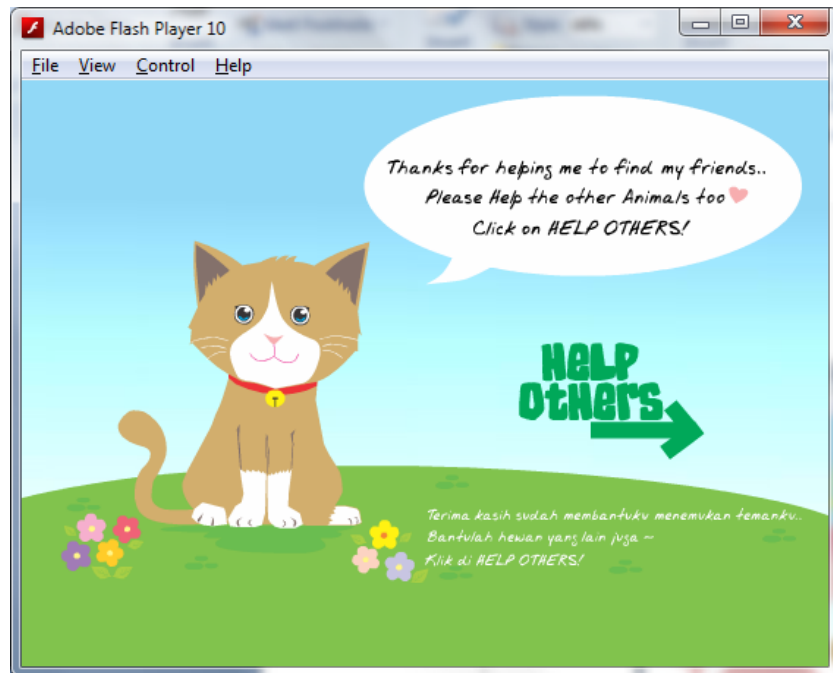 Adobe Flash Player 10
File View Control Help
Thanks for helping me to find my friends..
Please Help the other Animals too
Click on HELP OTHERS!
HELP
OTHERS
Terima kasih sudah membantuku menemukan temanku..
Bantulah hewan yang lain juga ~
Klik di HELP OTHERS!